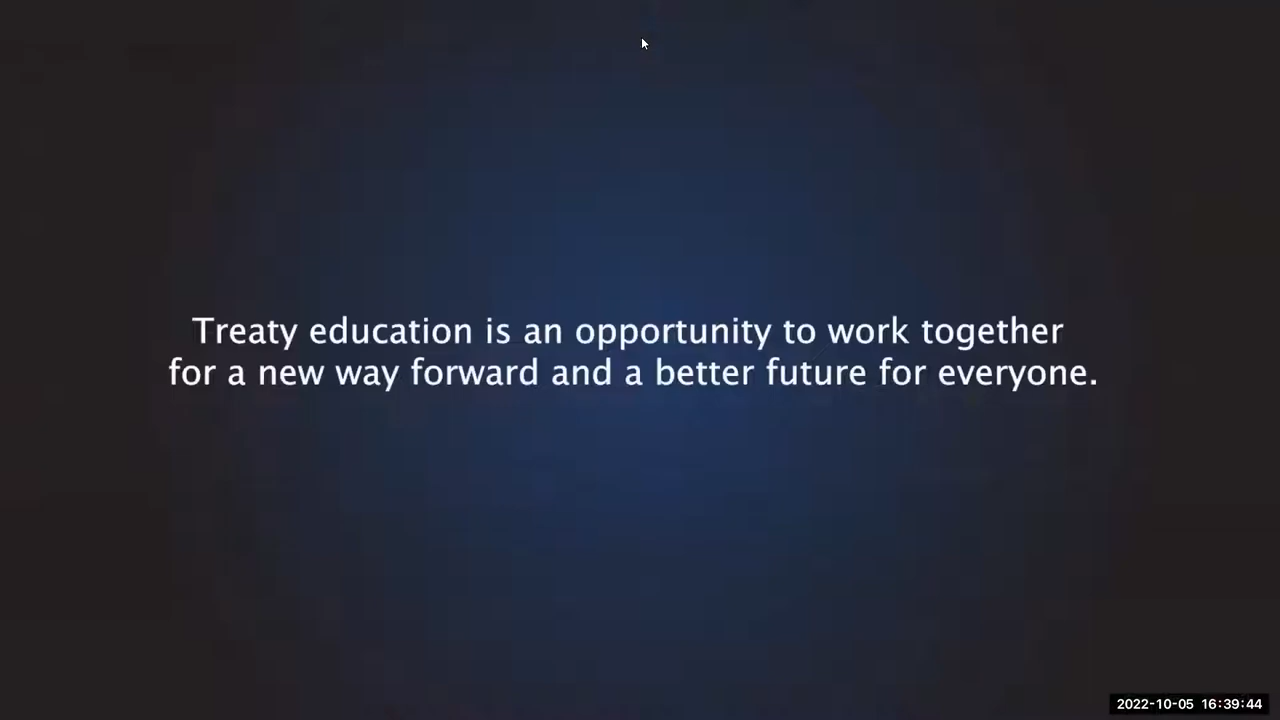 Treaty education is an opportunity to work together
for a new way forward and a better future for everyone.
2022-10-05 16:39:44